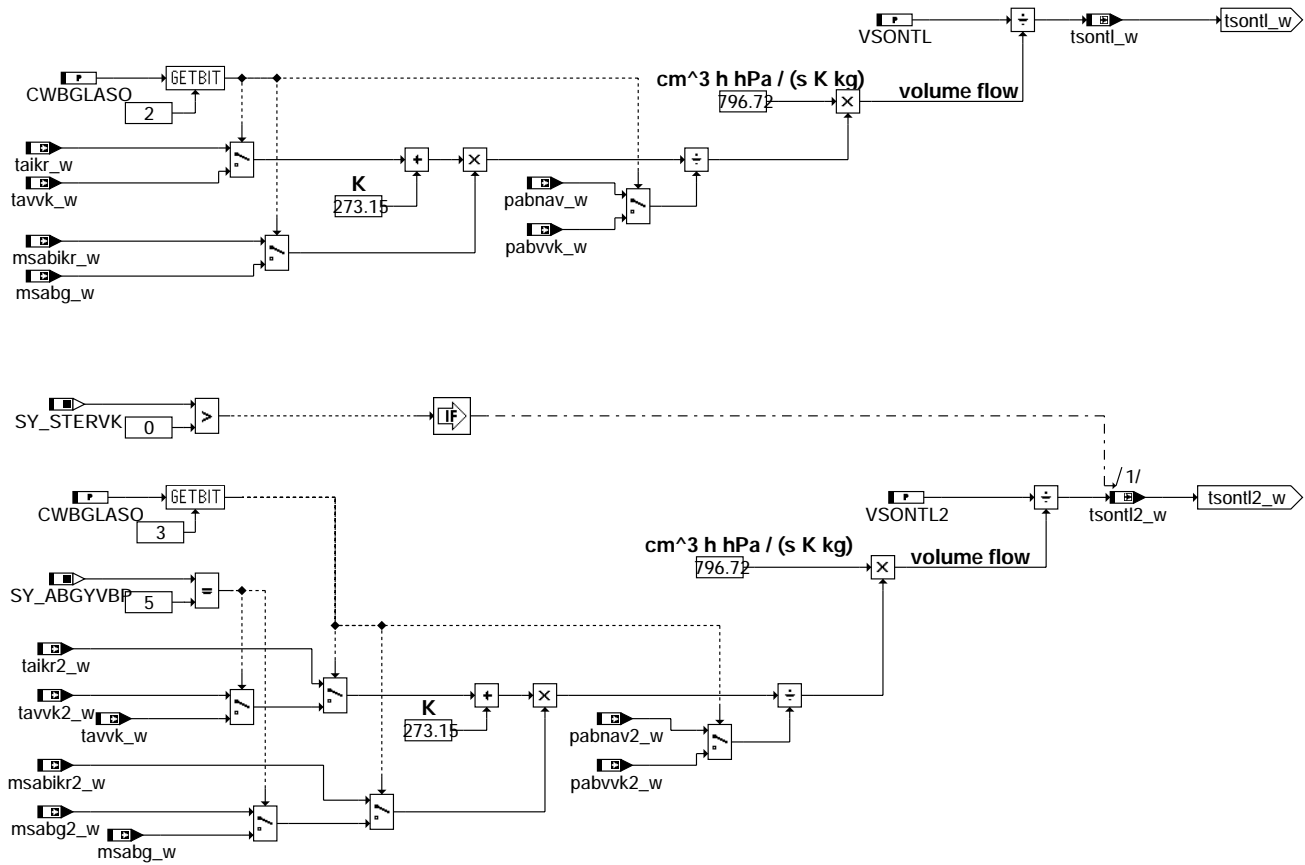 VSONTL
tsontl_w
tsontl_w
CWBGLASO
GETBIT
2
cm^3 h hPa / (s K kg)
796.72
volume flow
taikr_w
tavvk_w
K
273.15
pabnav_w
pabvvk_w
msabikr_w
msabg_w
SY_STERVK
0
>
IF
/1/
CWBGLASO
GETBIT
3
VSONTL2
tsontl2_w
tsontl2_w
cm^3 h hPa / (s K kg)
796.72
volume flow
SY_ABGYVBP
5
=
taikr2_w
tavvk2_w
tavvk_w
K
273.15
pabnav2_w
pabvvk2_w
msabikr2_w
msabg2_w
msabg_w